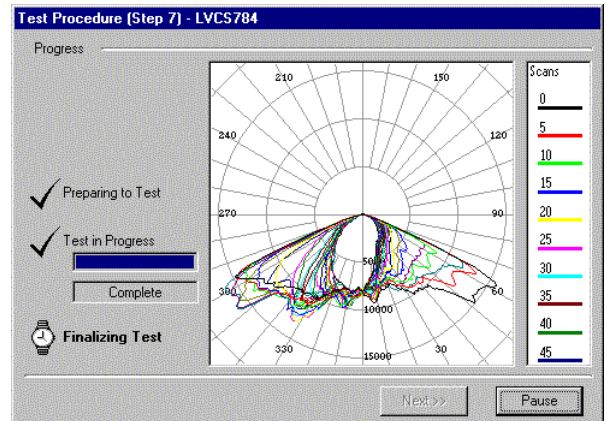 Test Procedure (Step 7) - LVCS784
Progress
Preparing to Test
Test in Progress
Complete
Finalizing Test
210
150
240
120
270
90
300
60
330
30
5000
10000
15000
Scans
0
5
10
15
20
25
30
35
40
45
Next >>
Pause